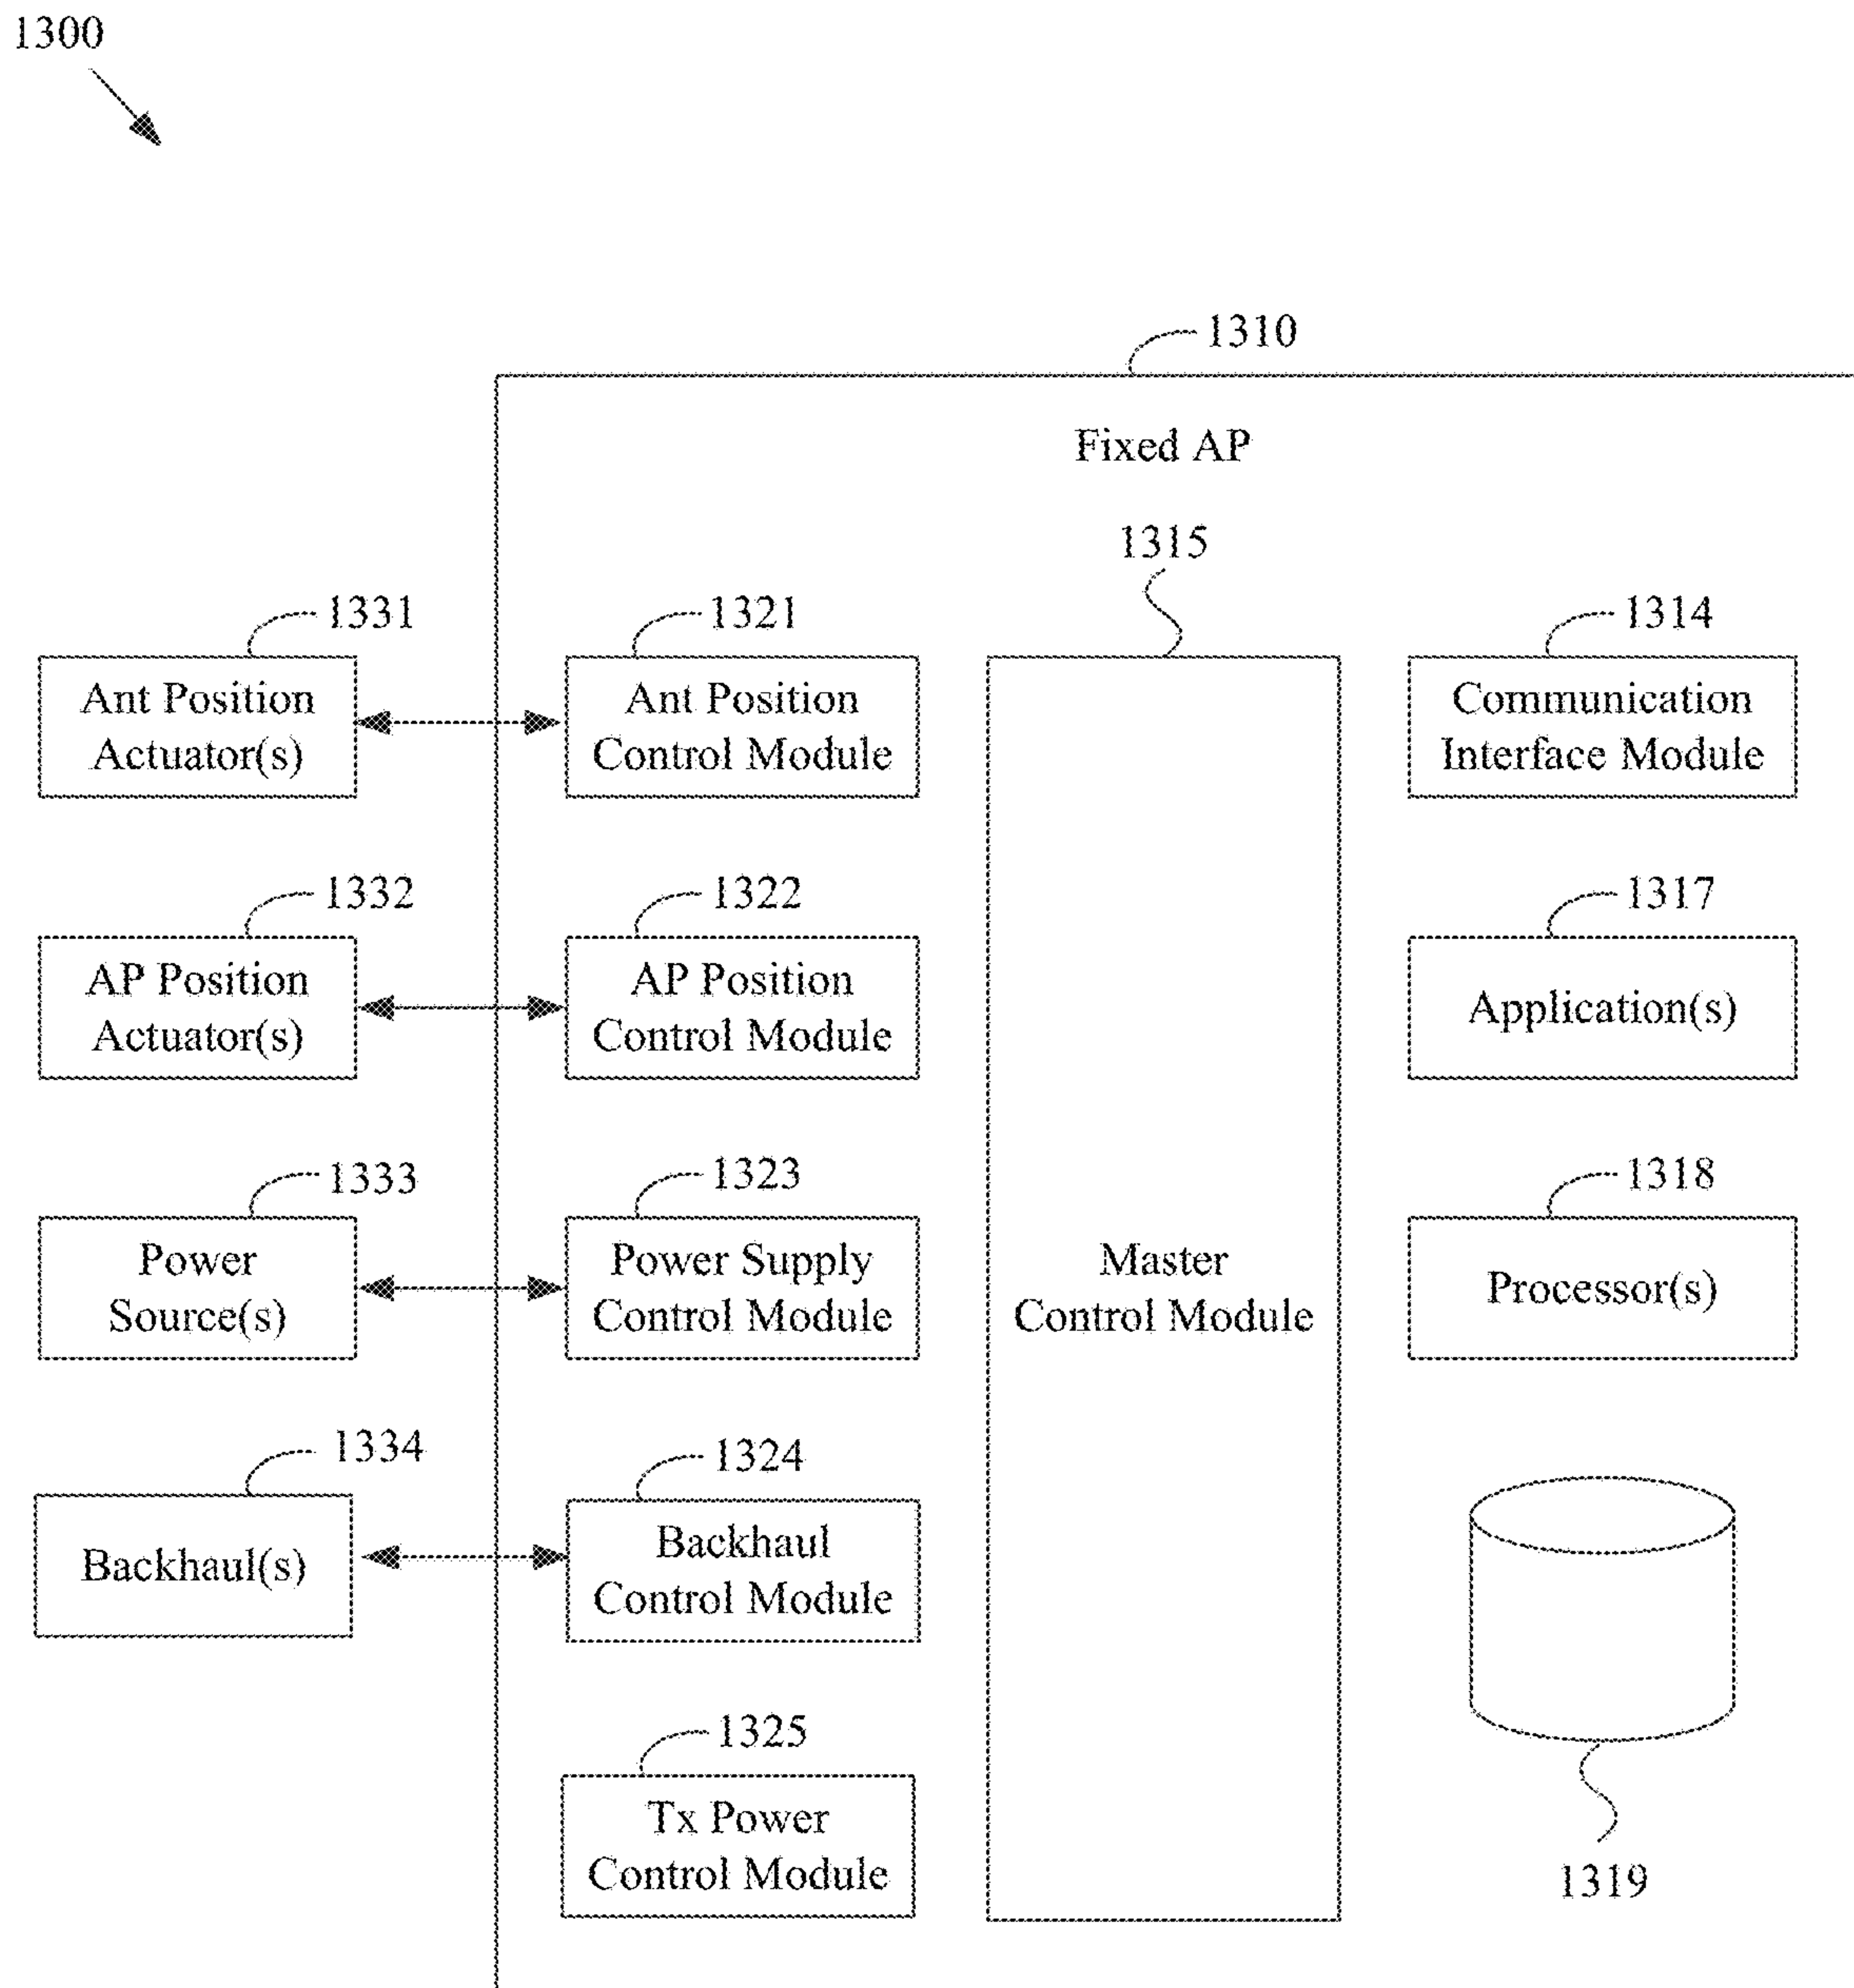 1300
1310
Fixed AP
1315
1331
1321
1314
Ant Position
Actuator(s)
Ant Position
Control Module
Communication
Interface Module
1332
1322
1317
AP Position
Actuator(s)
AP Position
Control Module
Application(s)
1333
1323
1318
Power
Source(s)
Power Supply
Control Module
Master
Control Module
Processor(s)
1334
1324
Backhaul(s)
Backhaul
Control Module
1325
Tx Power
Control Module
1319